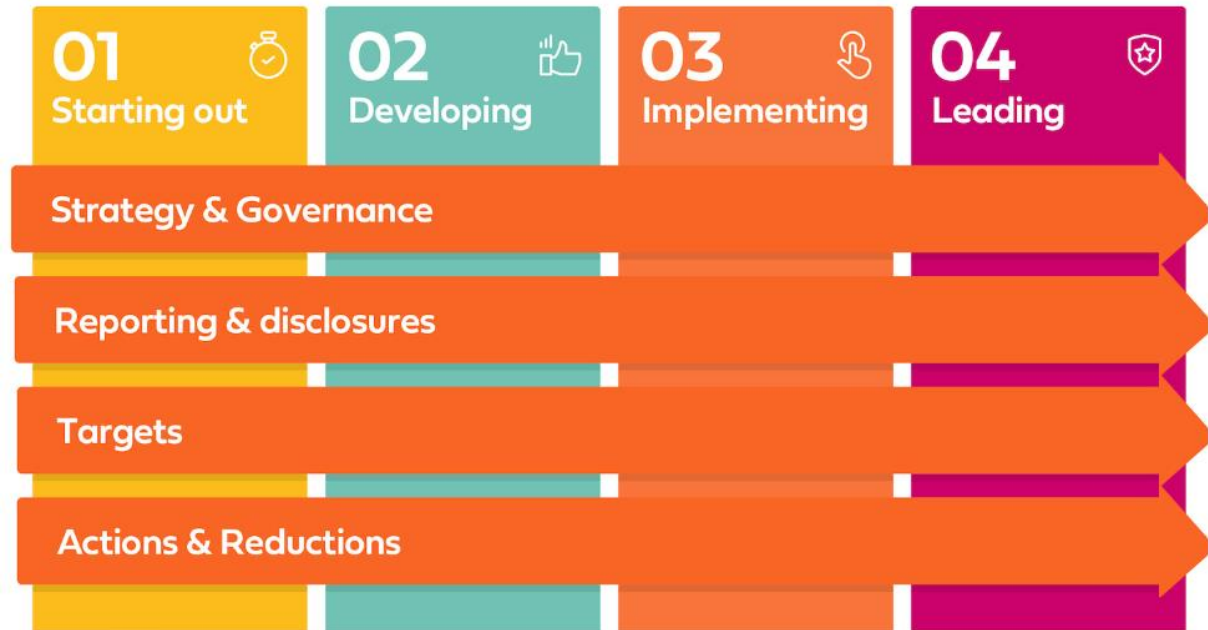 01
Starting out
02
Developing
03
Implementing
04
Leading
Strategy & Governance
Reporting & disclosures
Targets
Actions & Reductions